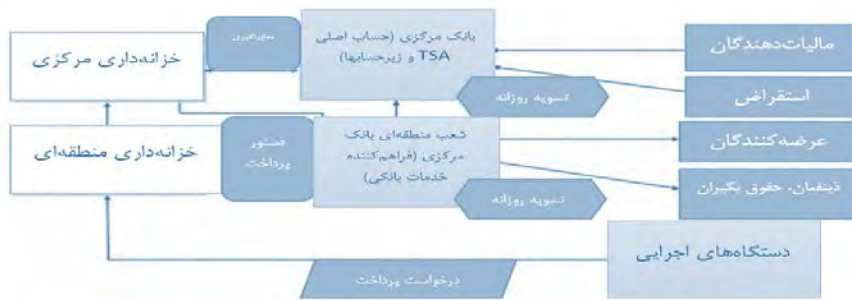 بانک مرکزی (حساب اصلی
TSA و زیرحسابها)
خزانه‌داری مرکزی
مالیات‌دهندگان
استقراض
تسویه روزانه
شعب منطقه‌ای بانک
مرکزی (فراهم‌کننده
خدمات بانکی)
دستور
پرداخت
خزانه‌داری منطقه‌ای
عرضه‌کنندگان
ذینفعان، حقوق بگیران
تسویه روزانه
دستگاه‌های اجرایی
درخواست پرداخت